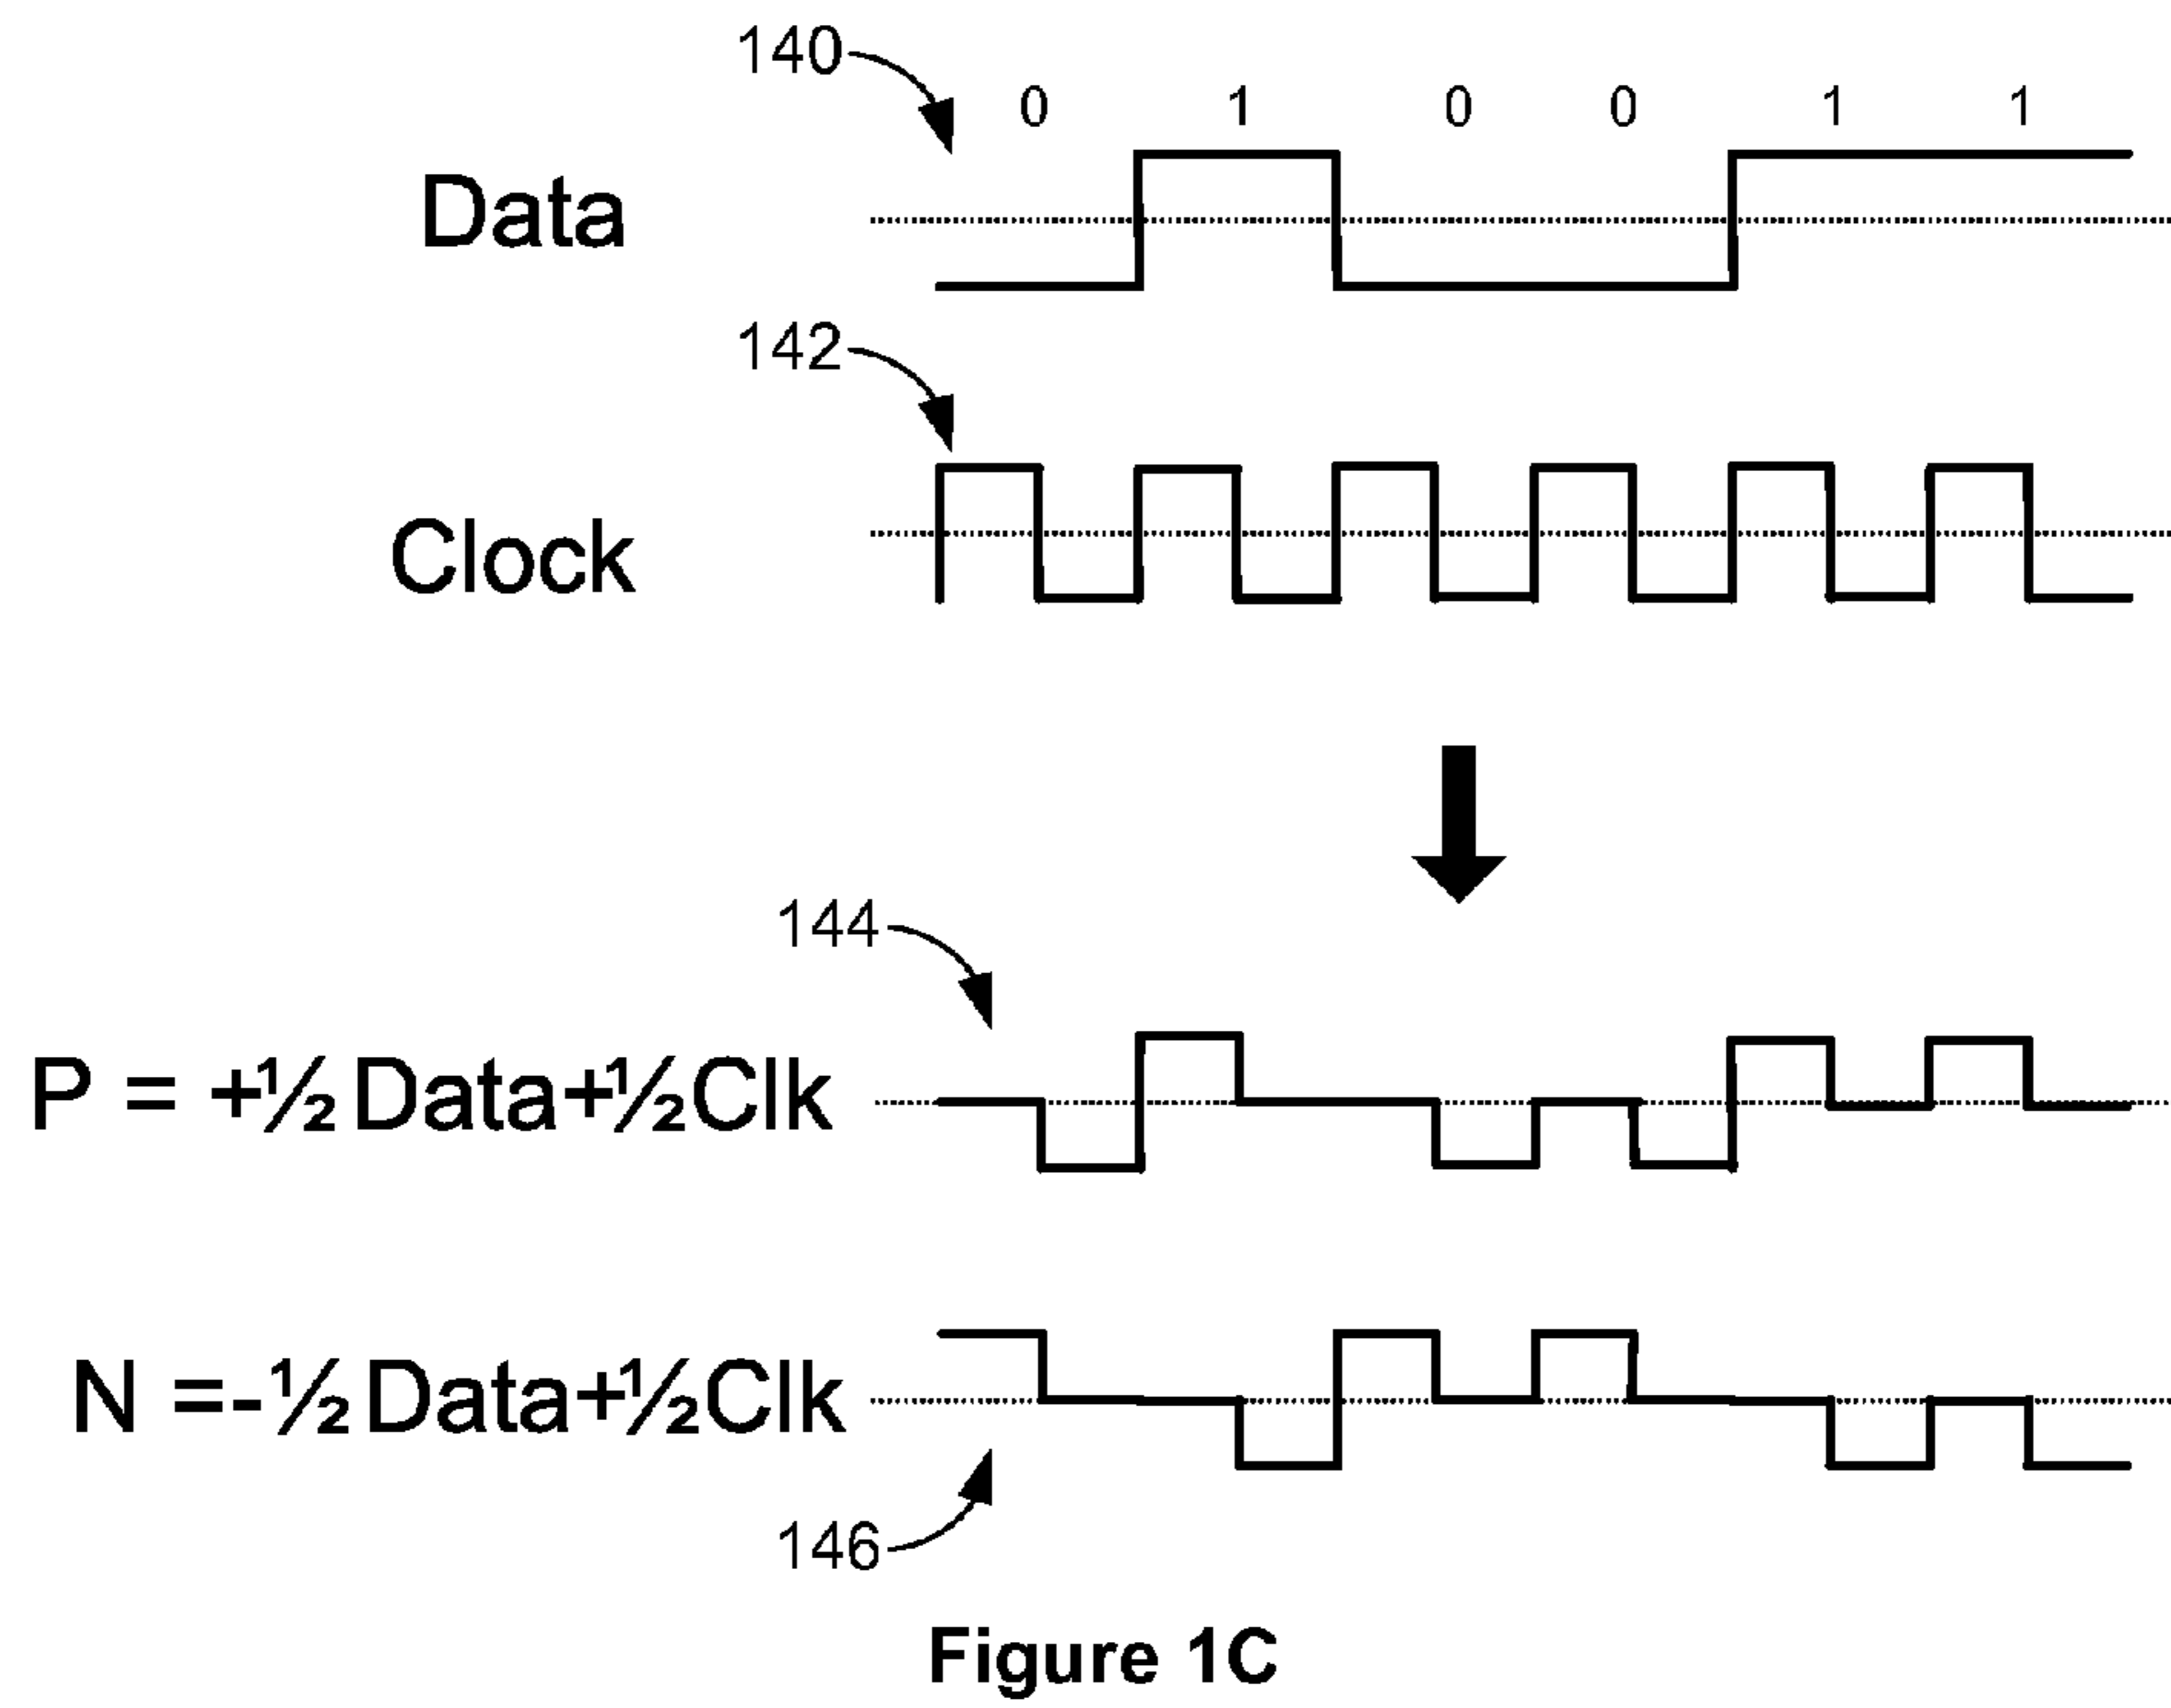 140
0 1 0 0 1 1
Data
142
Clock
144
P = +½Data+½Clk
N =-½Data+½Clk
146
Figure 1C